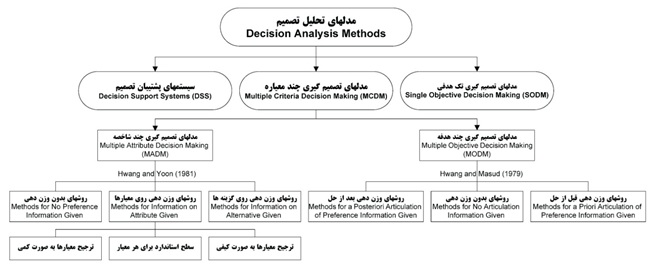 مدلهای تحلیل تصمیم
Decision Analysis Methods
سیستمهای پشتیبان تصمیم
Decision Support Systems (DSS)
مدلهای تصمیم گیری چند معیاره
Multiple Criteria Decision Making (MCDM)
مدلهای تصمیم گیری تک هدفی
Single Objective Decision Making (SODM)
مدلهای تصمیم گیری چند شاخصه
Multiple Attribute Decision Making
(MADM)
مدلهای تصمیم گیری چند هدفه
Multiple Objective Decision Making
(MODM)
Hwang and Yoon (1981)
Hwang and Masud (1979)
روشهای بدون وزن دهی
Methods for No Preference
Information Given
روشهای وزن دهی روی معیارها
Methods for Information on
Attribute Given
روشهای وزن دهی روی گزینه ها
Methods for Information on
Alternative Given
روشهای وزن دهی بعد از حل
Methods for a Posteriori Articulation
of Preference Information Given
روشهای بدون وزن دهی
Methods for No Articulation
Information Given
روشهای وزن دهی قبل از حل
Methods for a Priori Articulation of
Preference Information Given
ترجیح معیارها به صورت کمی
سطح استاندارد برای هر معیار
ترجیح معیارها به صورت کیفی